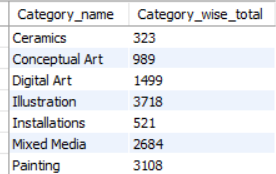 Category_name Category_wise_total
Ceramics 323
Conceptual Art 989
Digital Art 1499
Illustration 3718
Installations 521
Mixed Media 2684
Painting 3108